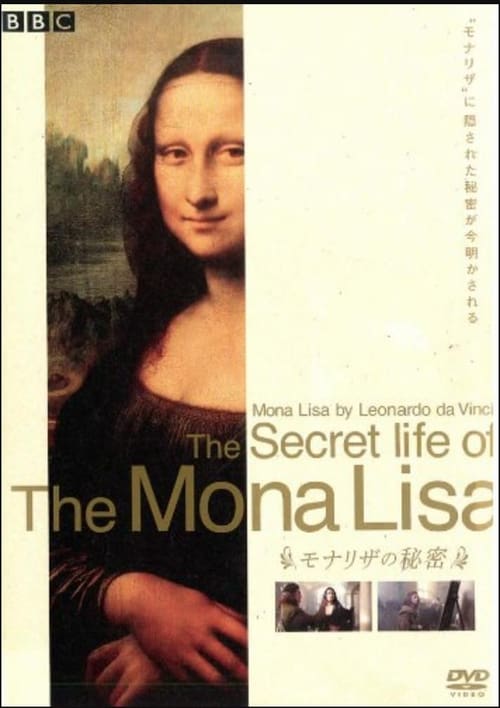 BBC
"モナリザ"に隠された秘密が今明かされる
Mona Lisa by Leonardo da Vinci
The Secret life of
The Mona Lisa
モナリザの秘密
DVD
VIDEO